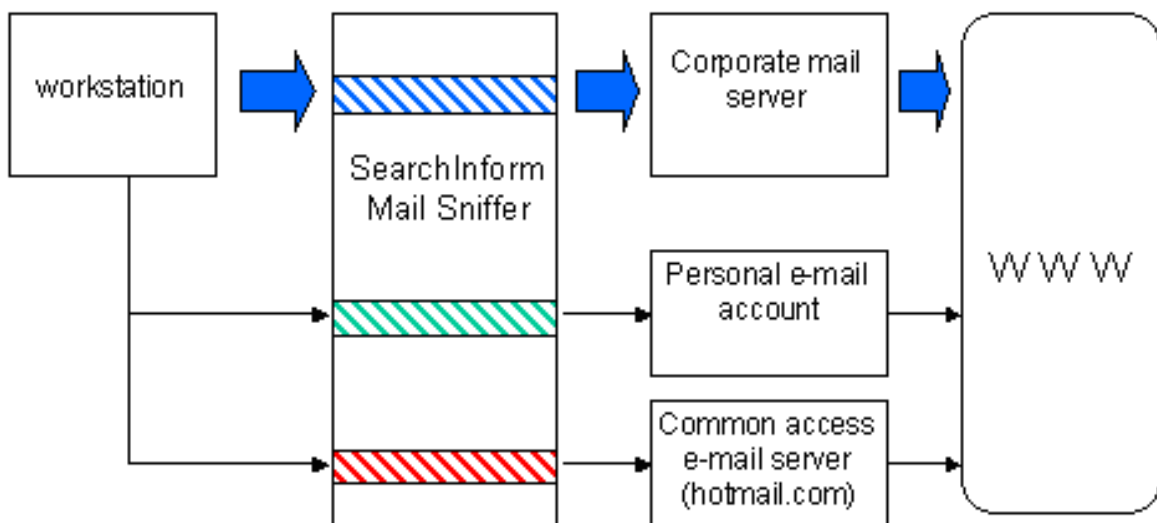 workstation
SearchInform
Mail Sniffer
Corporate mail
server
Personal e-mail
account
Common access
e-mail server
(hotmail.com)
WWW